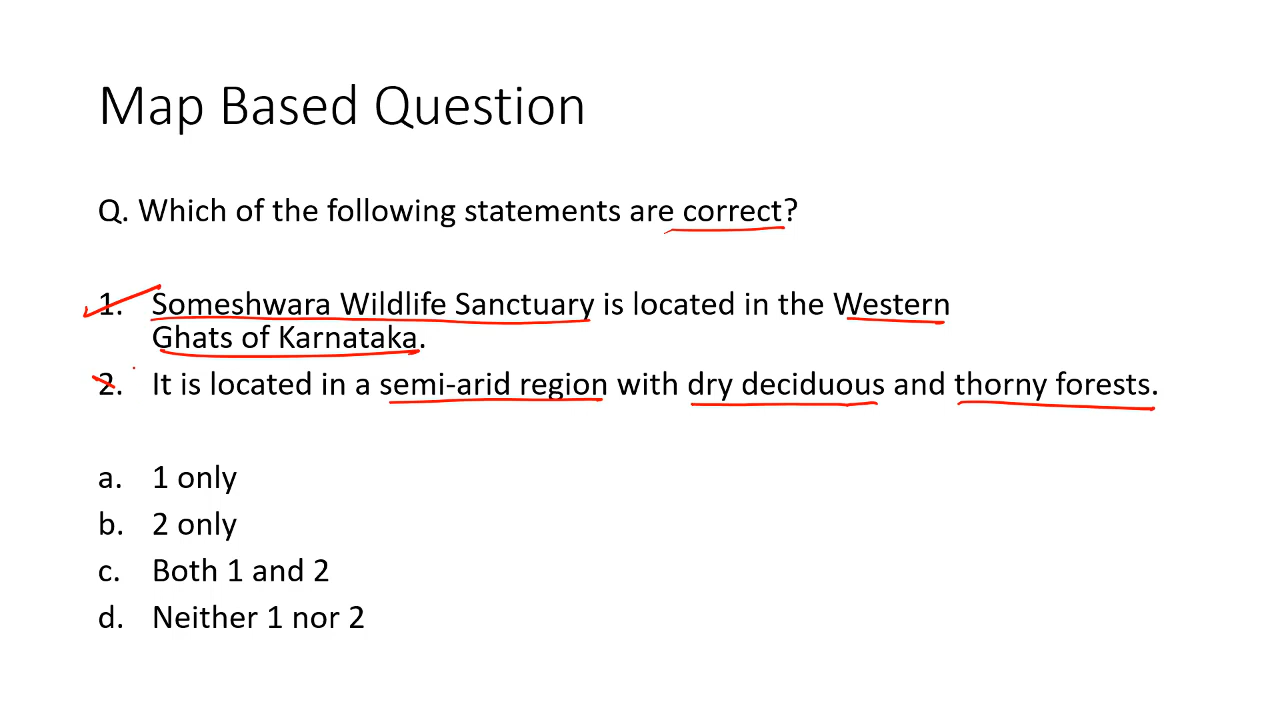 Map Based Question
Q. Which of the following statements are correct?
1. Someshwara Wildlife Sanctuary is located in the Western
Ghats of Karnataka.
2. It is located in a semi-arid region with dry deciduous and thorny forests.
a. 1 only
b. 2 only
c. Both 1 and 2
d. Neither 1 nor 2